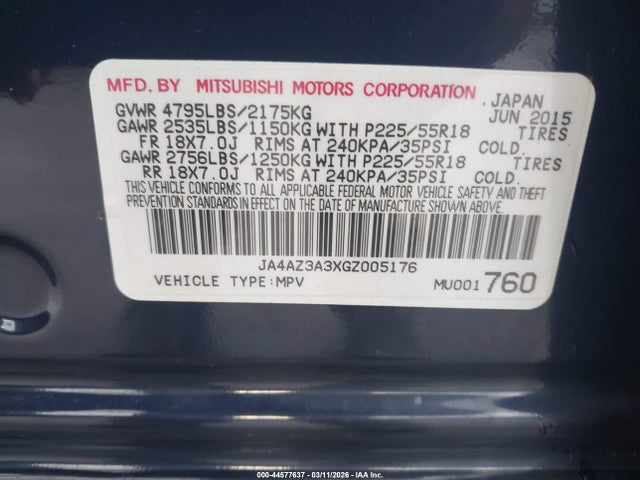 MFD. BY MITSUBISHI MOTORS CORPORATION. JAPAN
GVWR 4795LBS/2175KG JUN 2015
GAWR 2535LBS/1150KG WITH P225/55R18 TIRES
FR 18X7.0J RIMS AT 240KPA/35PSI COLD.
GAWR 2756LBS/1250KG WITH P225/55R18 TIRES
RR 18X7.0J RIMS AT 240KPA/35PSI COLD.
THIS VEHICLE CONFORMS TO ALL APPLICABLE FEDERAL MOTOR VEHICLE SAFETY AND THEFT
PREVENTION STANDARDS IN EFFECT ON THE DATE OF MANUFACTURE SHOWN ABOVE.
JA4AZ3A3XGZ005176
VEHICLE TYPE:MPV MU001 760
000-44577637 - 03/11/2026 - COPYRIGHT IAA, LLC